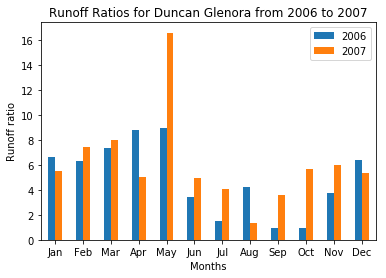 Runoff Ratios for Duncan Glenora from 2006 to 2007
2006
2007
16
14
12
10
8
6
4
2
0
Runoff ratio
Jan Feb Mar Apr May Jun Jul Aug Sep Oct Nov Dec
Months